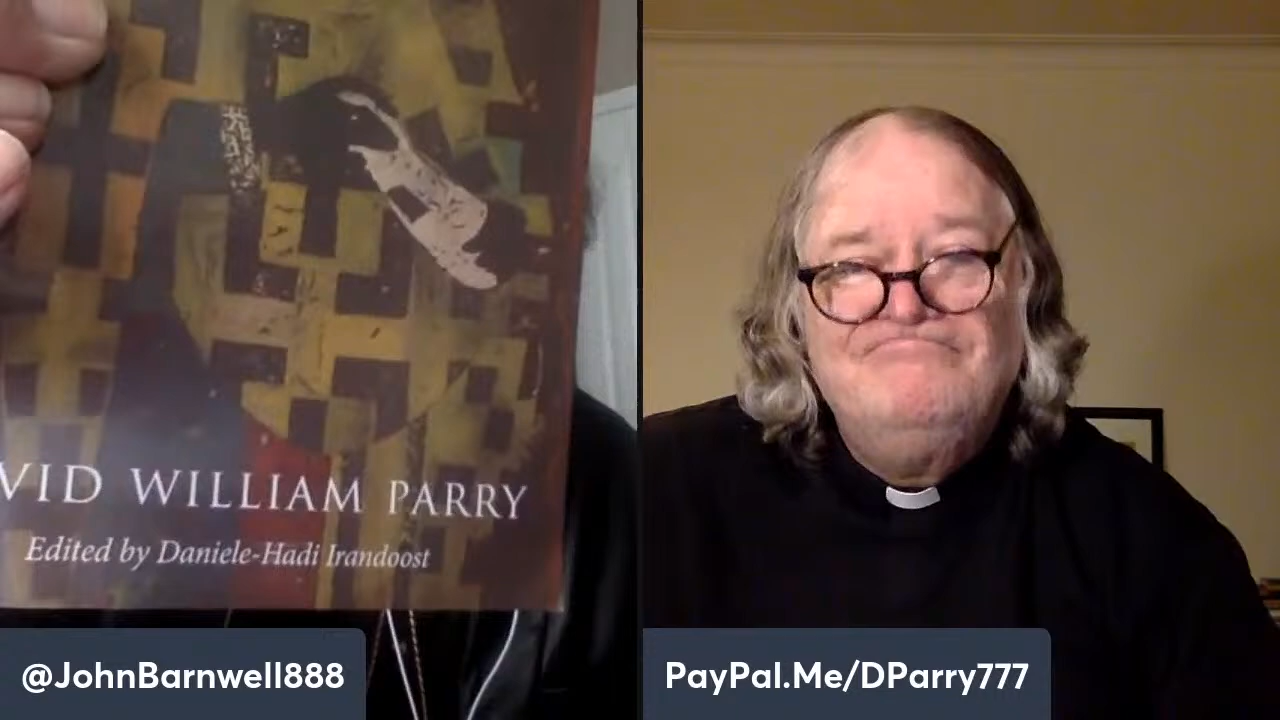 VID WILLIAM PARRY
Edited by Daniele-Hadi Irandoost
@JohnBarnwell888
PayPal.Me/DParry777